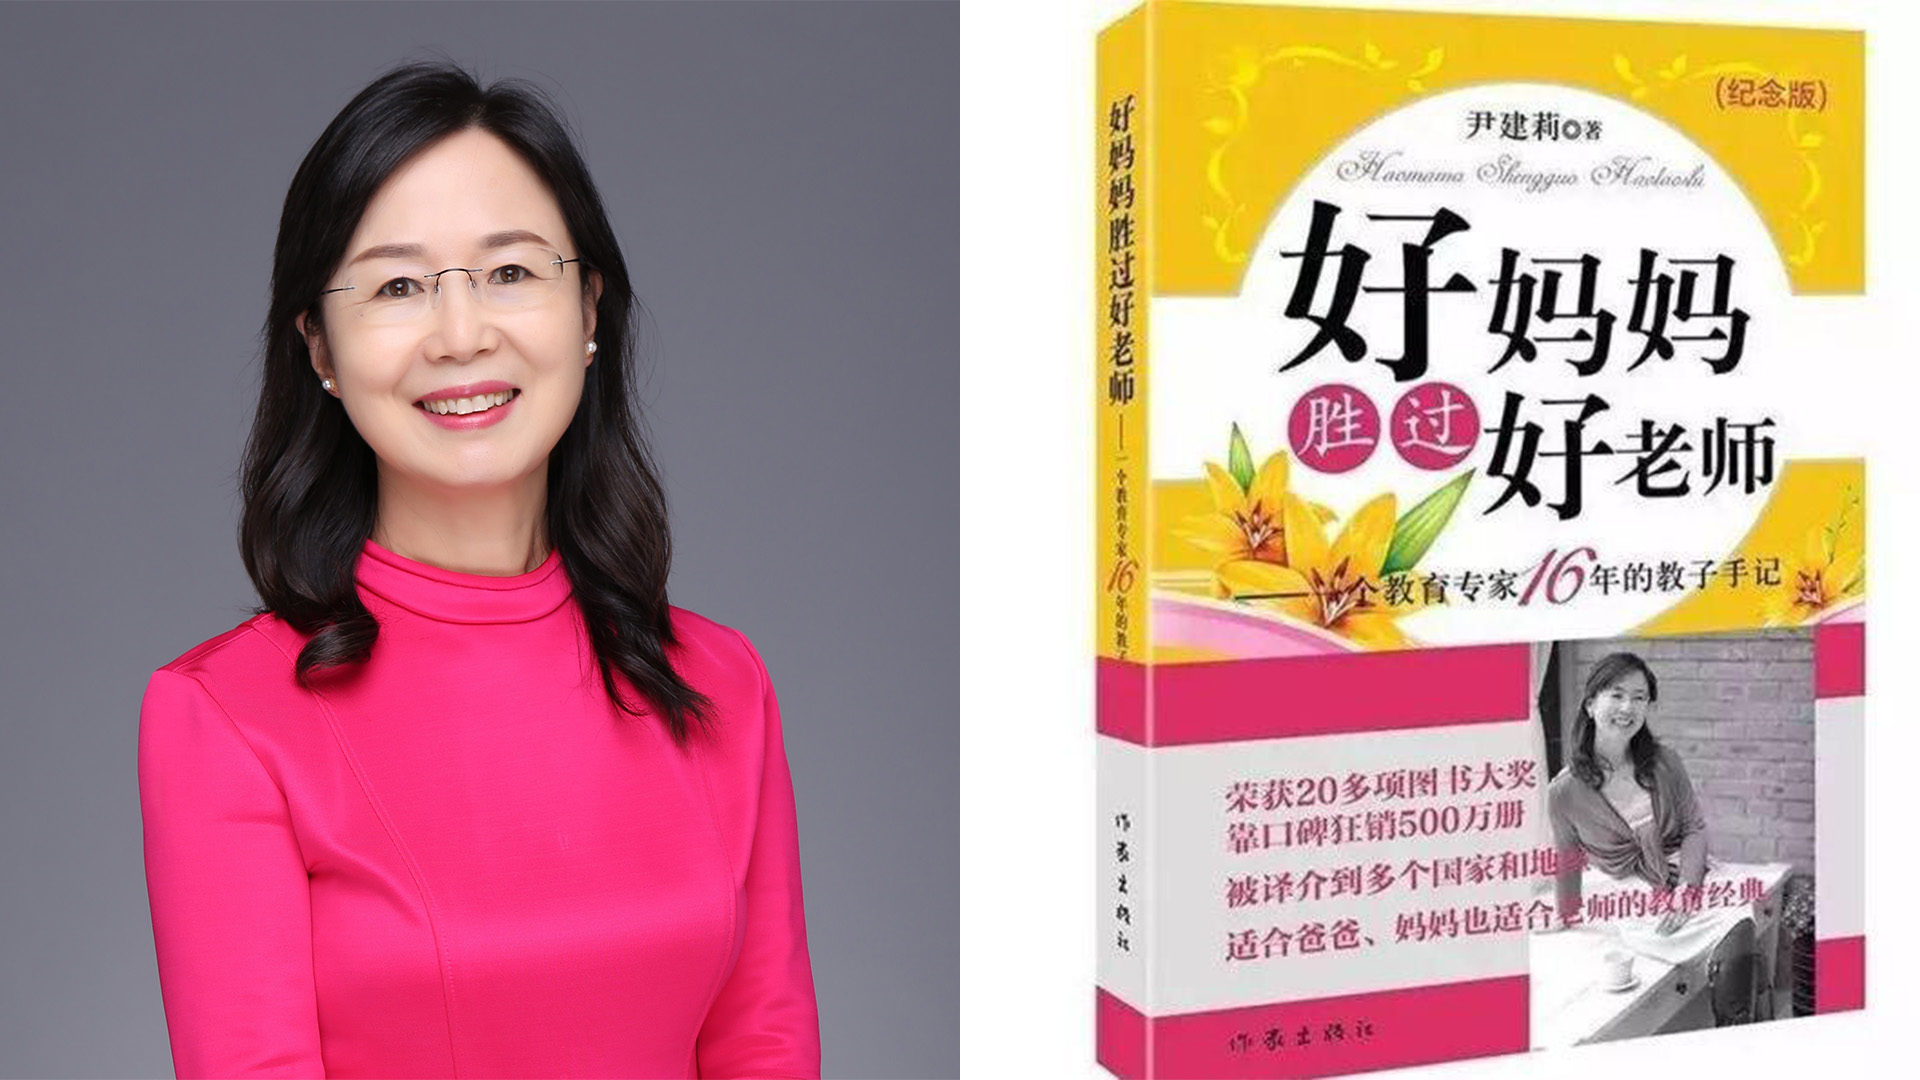 好妈妈胜过好老师——一个教育专家16年的教子
作家出版社
(纪念版)
尹建莉◎著
Haomama Shengguo Haolaoshi
好妈妈
胜过好老师
——一个教育专家16年的教子手记
荣获20多项图书大奖
靠口碑狂销500万册
被译介到多个国家和地区
适合爸爸、妈妈也适合老师的教育经典
作家出版社